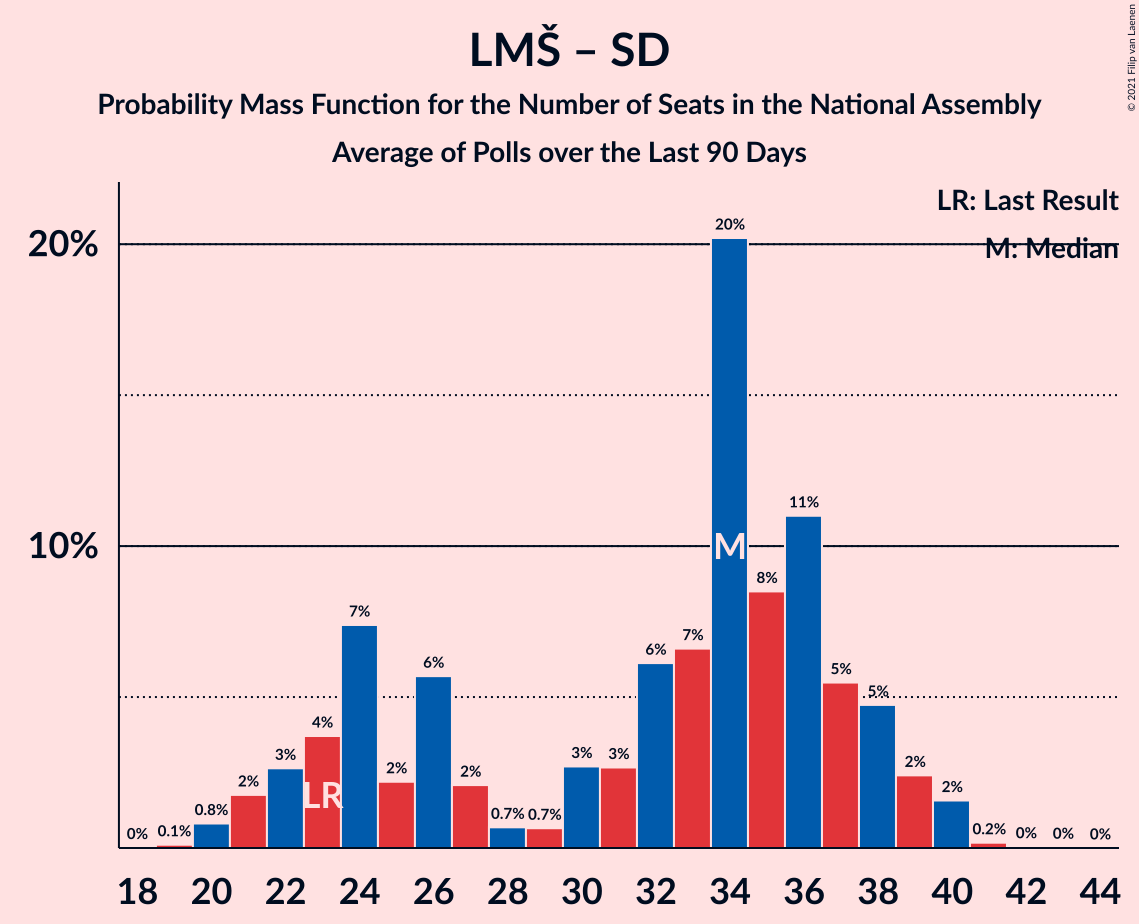 LMŠ – SD
Probability Mass Function for the Number of Seats in the National Assembly
Average of Polls over the Last 90 Days
© 2021 Filip van Laenen
LR: Last Result
M: Median
20%
10%
0% 0.1% 0.8% 2% 3% 4% 7% 2% 6% 2% 0.7% 0.7% 3% 3% 6% 7% 20% 8% 11% 5% 5% 2% 2% 0.2% 0% 0% 0%
LR
M
18 20 22 24 26 28 30 32 34 36 38 40 42 44